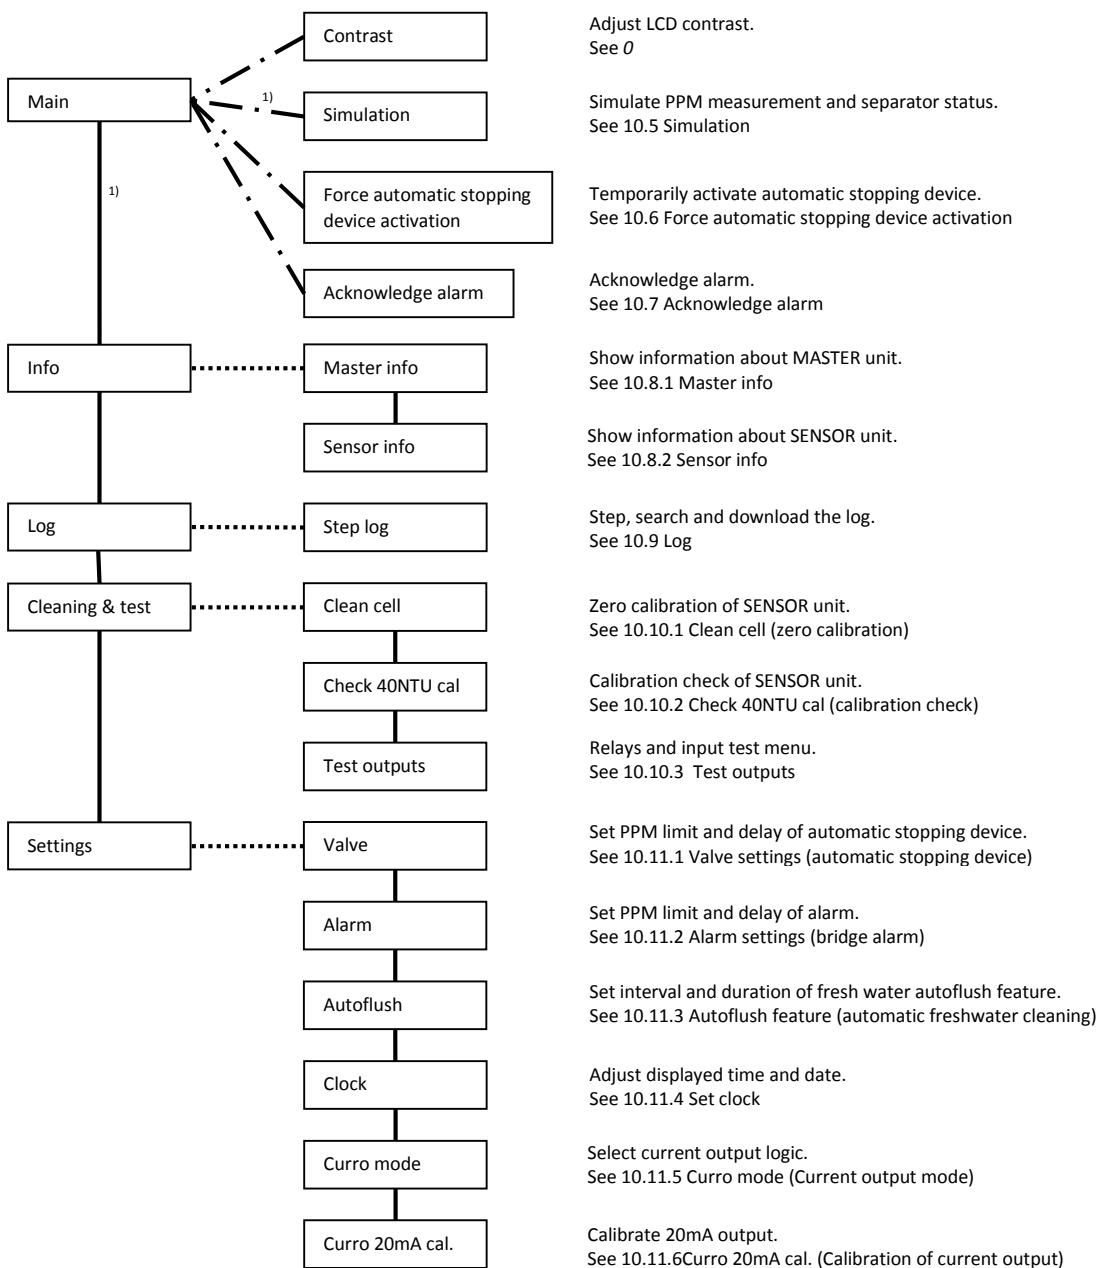 Contrast
Adjust LCD contrast.
See 0
Main
1)
Simulation
Simulate PPM measurement and separator status.
See 10.5 Simulation
1)
Force automatic stopping
device activation
Temporarily activate automatic stopping device.
See 10.6 Force automatic stopping device activation
Acknowledge alarm
Acknowledge alarm.
See 10.7 Acknowledge alarm
Info
Master info
Show information about MASTER unit.
See 10.8.1 Master info
Sensor info
Show information about SENSOR unit.
See 10.8.2 Sensor info
Log
Step log
Step, search and download the log.
See 10.9 Log
Cleaning & test
Clean cell
Zero calibration of SENSOR unit.
See 10.10.1 Clean cell (zero calibration)
Check 40NTU cal
Calibration check of SENSOR unit.
See 10.10.2 Check 40NTU cal (calibration check)
Test outputs
Relays and input test menu.
See 10.10.3  Test outputs
Settings
Valve
Set PPM limit and delay of automatic stopping device.
See 10.11.1 Valve settings (automatic stopping device)
Alarm
Set PPM limit and delay of alarm.
See 10.11.2 Alarm settings (bridge alarm)
Autoflush
Set interval and duration of fresh water autoflush feature.
See 10.11.3 Autoflush feature (automatic freshwater cleaning)
Clock
Adjust displayed time and date.
See 10.11.4 Set clock
Curro mode
Select current output logic.
See 10.11.5 Curro mode (Current output mode)
Curro 20mA cal.
Calibrate 20mA output.
See 10.11.6Curro 20mA cal. (Calibration of current output)